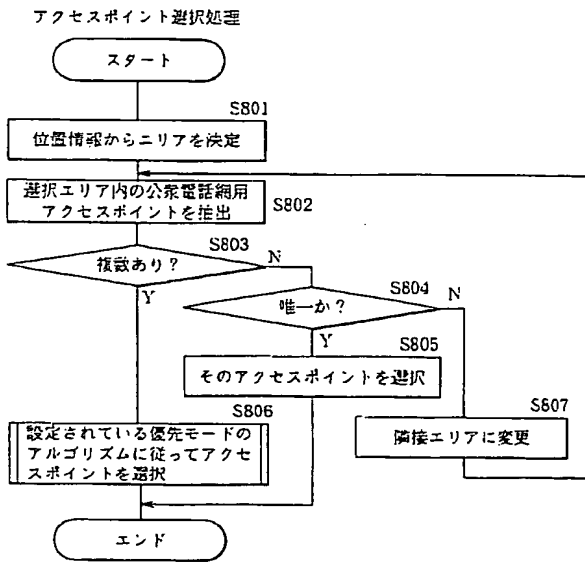 アクセスポイント選択処理
スタート
S801
位置情報からエリアを決定
選択エリア内の公衆電話網用
アクセスポイントを抽出
S802
S803
複数あり?
N
Y
S804
唯一か?
N
Y
S805
そのアクセスポイントを選択
S806
設定されている優先モードの
アルゴリズムに従ってアクセ
スポイントを選択
S807
隣接エリアに変更
エンド